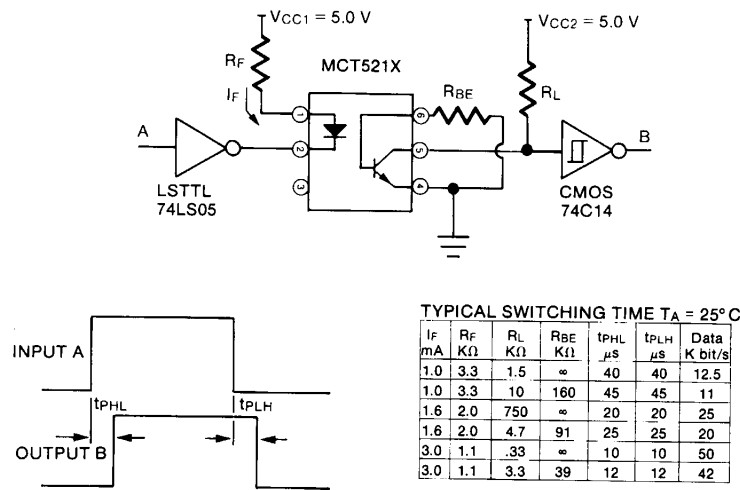 VCC1 = 5.0 V
VCC2 = 5.0 V
RF
MCT521X
IF
RBE
RL
A
1
2
3
6
5
4
B
LSTTL
74LS05
CMOS
74C14
INPUT A
tPHL
tPLH
OUTPUT B
TYPICAL SWITCHING TIME TA = 25°C
IF mA RF KΩ RL KΩ RBE KΩ tPHL µs tPLH µs Data K bit/s
1.0 3.3 1.5 ∞ 40 40 12.5
1.0 3.3 10 160 45 45 11
1.6 2.0 750 ∞ 20 20 25
1.6 2.0 4.7 91 25 25 20
3.0 1.1 .33 ∞ 10 10 50
3.0 1.1 3.3 39 12 12 42